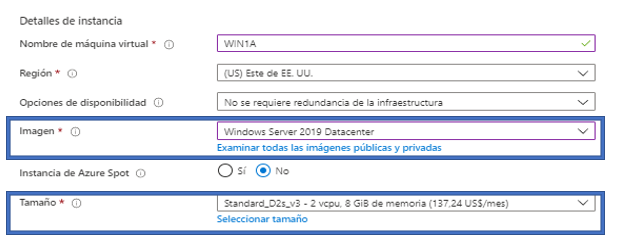 Detalles de instancia
Nombre de máquina virtual * WIN1A
Región * (US) Este de EE. UU.
Opciones de disponibilidad No se requiere redundancia de la infraestructura
Imagen * Windows Server 2019 Datacenter
Examinar todas las imágenes públicas y privadas
Instancia de Azure Spot Sí No
Tamaño * Standard_D2s_v3 - 2 vcpu, 8 GiB de memoria (137,24 US$/mes)
Seleccionar tamaño